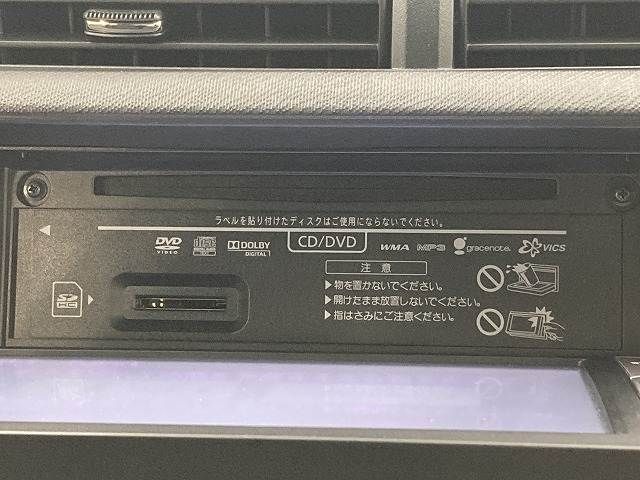 ラベルを貼り付けたディスクはご使用にならないでください。
DVD VIDEO DOLBY DIGITAL CD/DVD WMA MP3 gracenote. VICS
注 意
▶物を置かないでください。
▶開けたまま放置しないでください。
▶指はさみにご注意ください。
SD HC